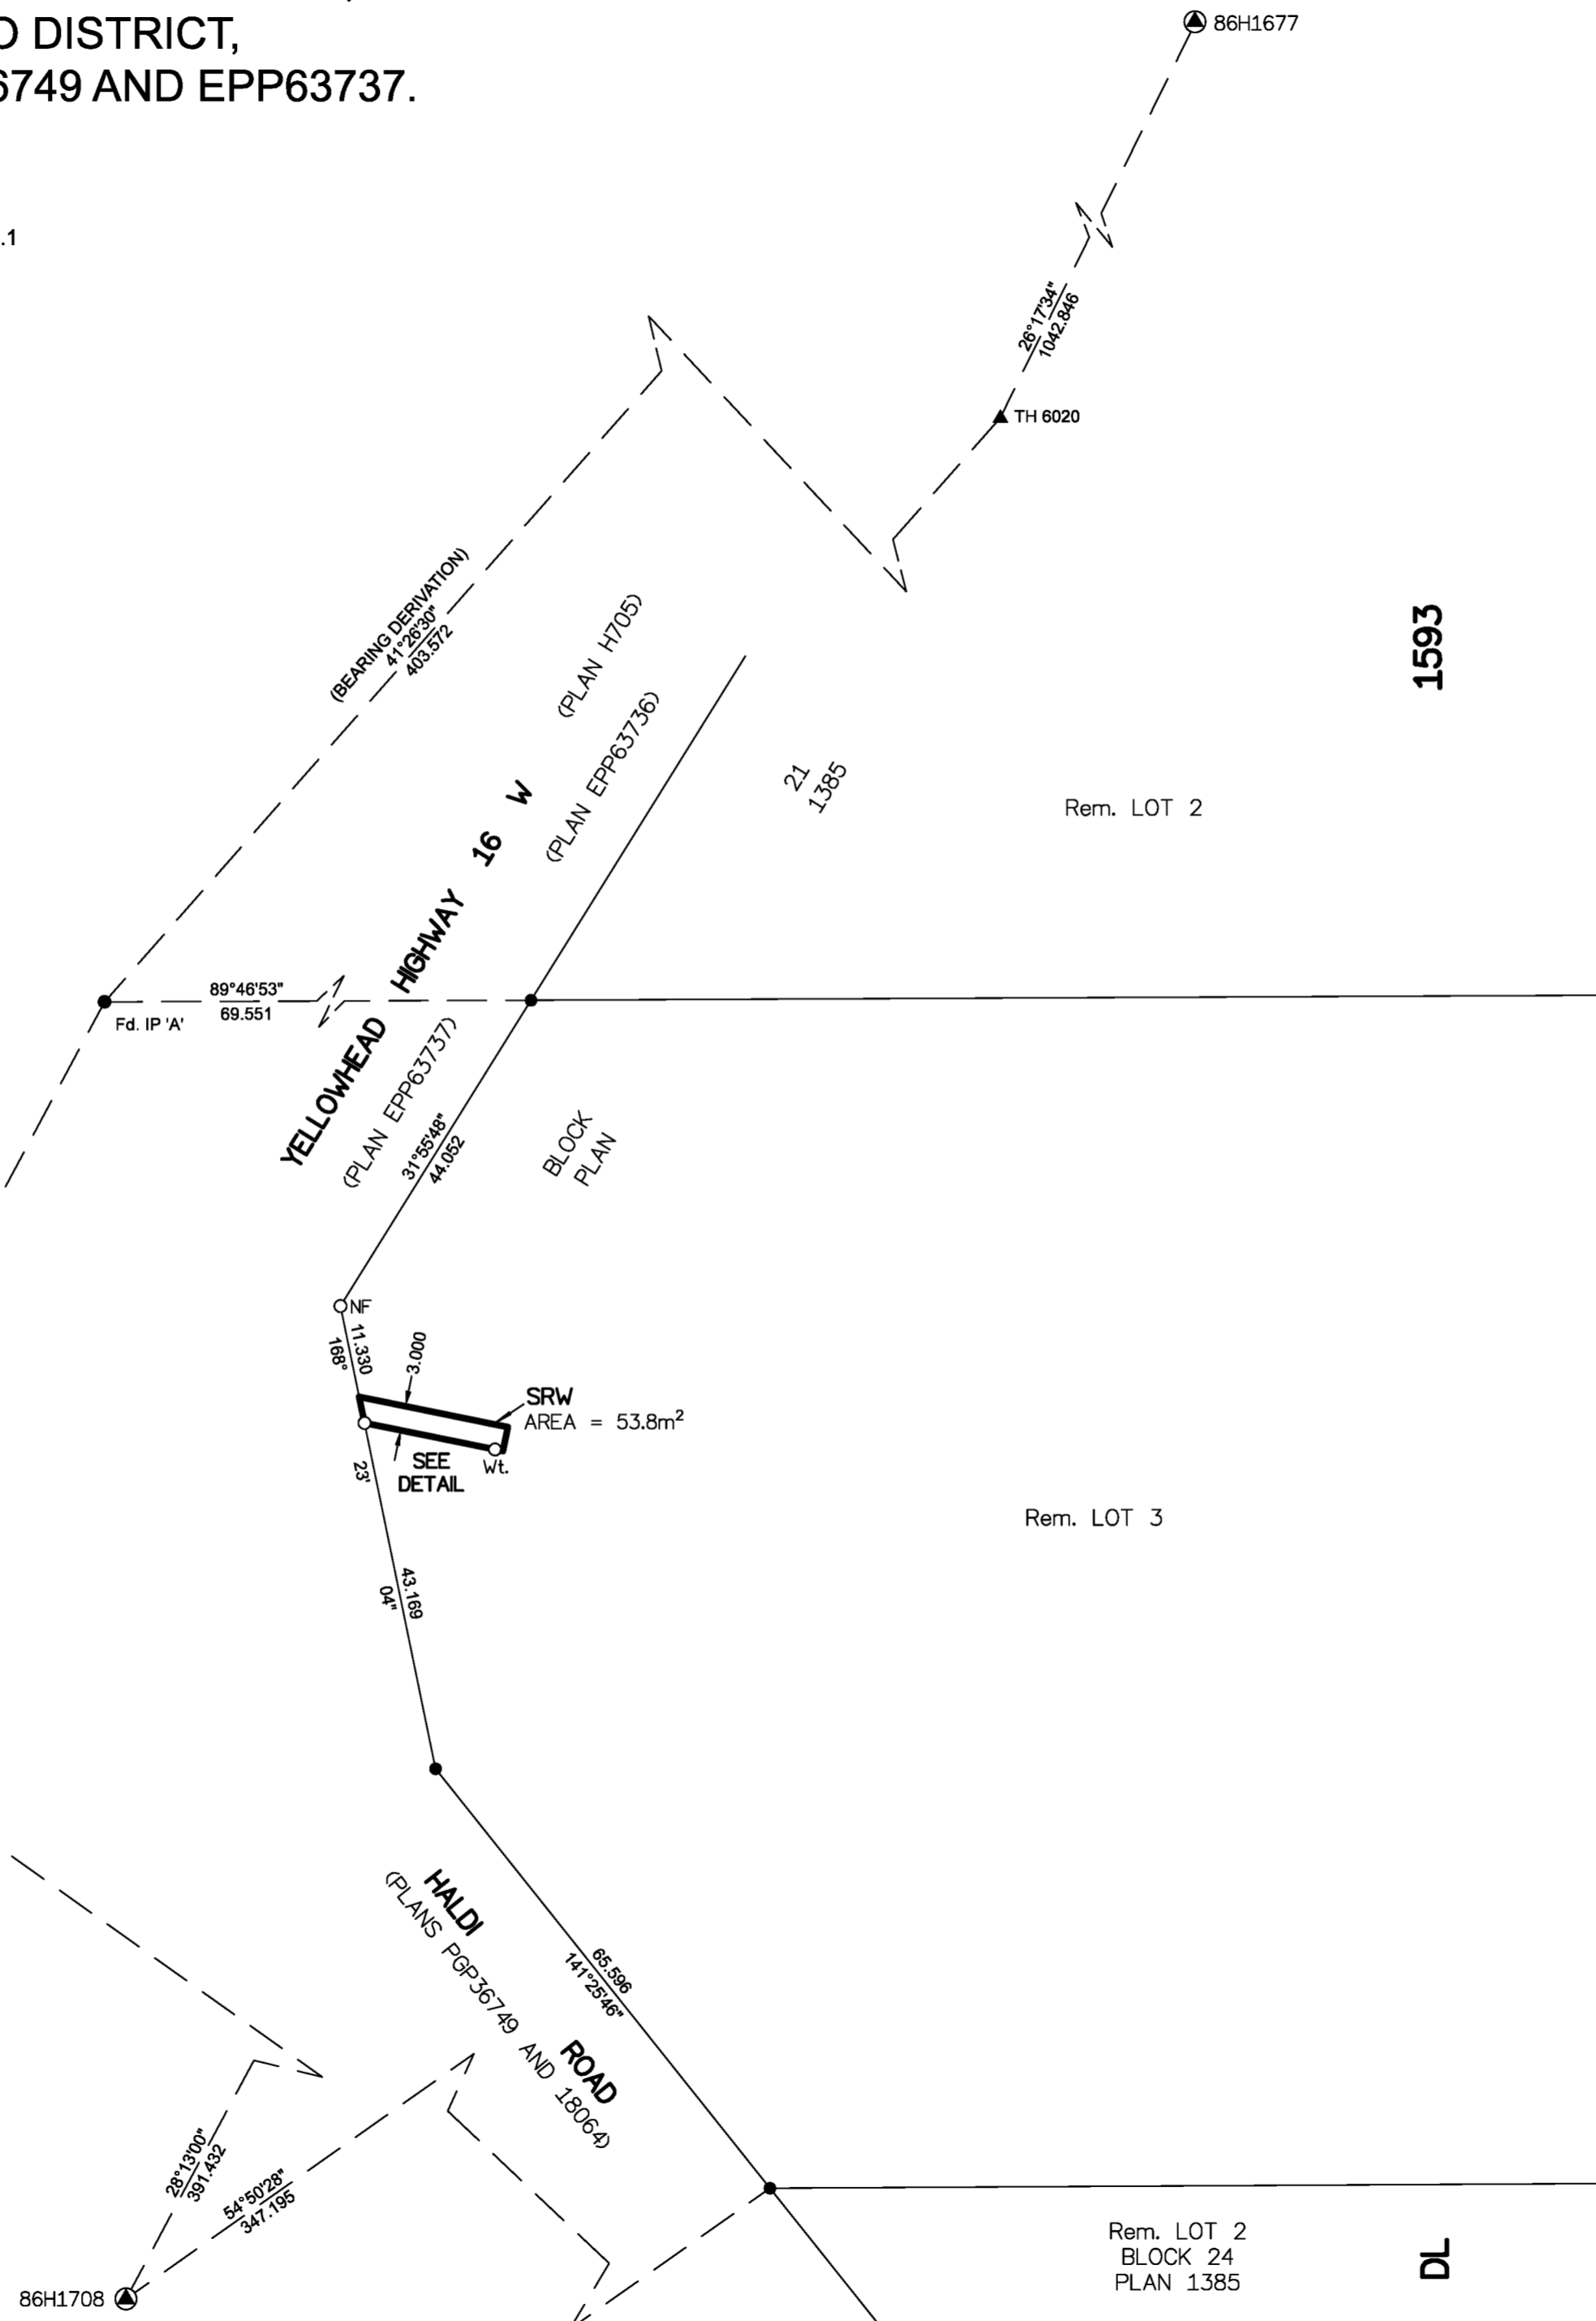 O DISTRICT,
6749 AND EPP63737.
86H1677
.1
26°17'34"
1042.846
TH 6020
(BEARING DERIVATION)
41°26'30"
403.572
(PLAN H705)
(PLAN EPP63736)
1593
21
1385
Rem. LOT 2
YELLOWHEAD HIGHWAY 16 W
89°46'53"
69.551
Fd. IP 'A'
(PLAN EPP63737)
31°55'48"
44.052
BLOCK
PLAN
NF
11.330
168°
3.000
SRW
AREA = 53.8m²
SEE
DETAIL
Wt.
23'
Rem. LOT 3
43.169
04"
HALDI ROAD
(PLANS PGP36749 AND 18064)
65.596
141°25'46"
28°13'00"
391.432
54°50'28"
347.195
86H1708
Rem. LOT 2
BLOCK 24
PLAN 1385
DL